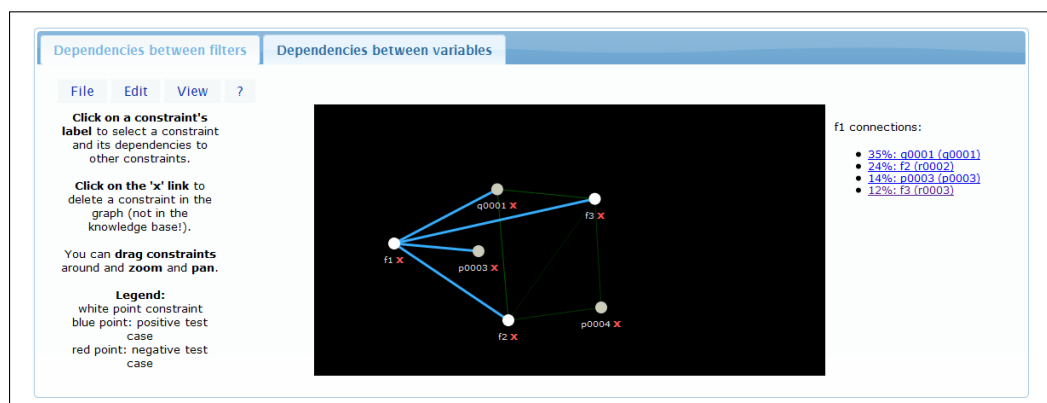 Dependencies between filters
Dependencies between variables
File Edit View ?
Click on a constraint's
label to select a constraint
and its dependencies to
other constraints.
Click on the 'x' link to
delete a constraint in the
graph (not in the
knowledge base!).
You can drag constraints
around and zoom and pan.
Legend:
white point constraint
blue point: positive test
case
red point: negative test
case
q0001 x
f3 x
f1 x
p0003 x
f2 x
p0004 x
f1 connections:
35%: q0001 (q0001)
24%: f2 (r0002)
14%: p0003 (p0003)
12%: f3 (r0003)